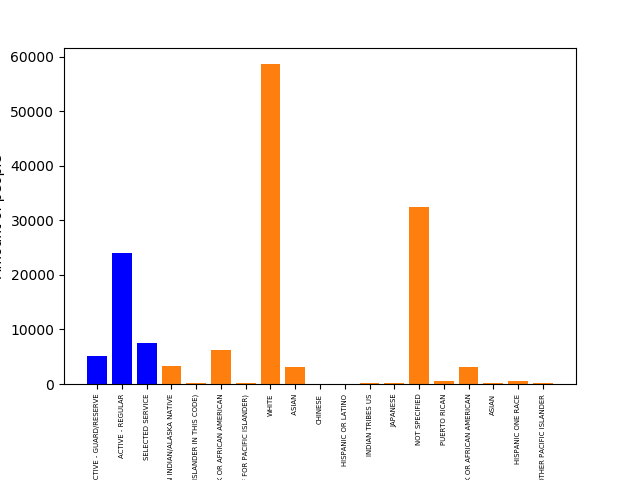 60000
50000
40000
30000
20000
10000
0
CTIVE - GUARD/RESERVE
ACTIVE - REGULAR
SELECTED SERVICE
INDIAN/ALASKA NATIVE
ISLANDER IN THIS CODE)
OR AFRICAN AMERICAN
FOR PACIFIC ISLANDER)
WHITE
ASIAN
CHINESE
HISPANIC OR LATINO
INDIAN TRIBES US
JAPANESE
NOT SPECIFIED
PUERTO RICAN
OR AFRICAN AMERICAN
ASIAN
HISPANIC ONE RACE
THER PACIFIC ISLANDER